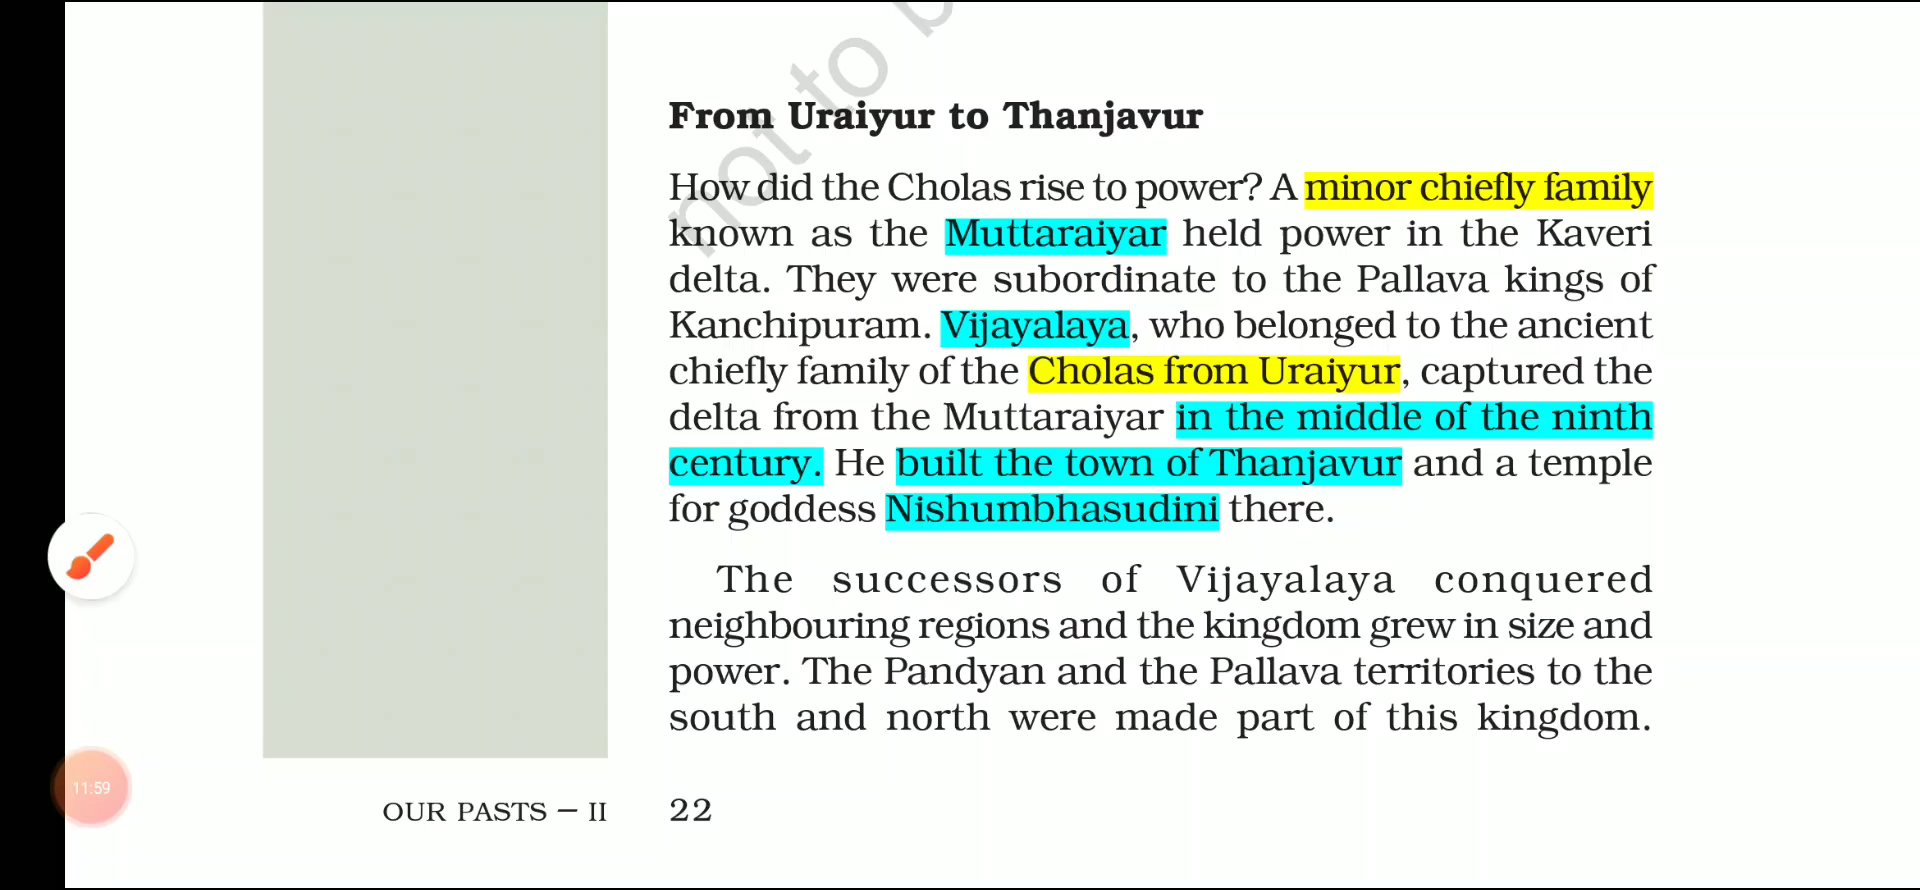 not to b
From Uraiyur to Thanjavur
How did the Cholas rise to power? A minor chiefly family
known as the Muttaraiyar held power in the Kaveri
delta. They were subordinate to the Pallava kings of
Kanchipuram. Vijayalaya, who belonged to the ancient
chiefly family of the Cholas from Uraiyur, captured the
delta from the Muttaraiyar in the middle of the ninth
century. He built the town of Thanjavur and a temple
for goddess Nishumbhasudini there.
The successors of Vijayalaya conquered
neighbouring regions and the kingdom grew in size and
power. The Pandyan and the Pallava territories to the
south and north were made part of this kingdom.
11:59
OUR PASTS – II 22